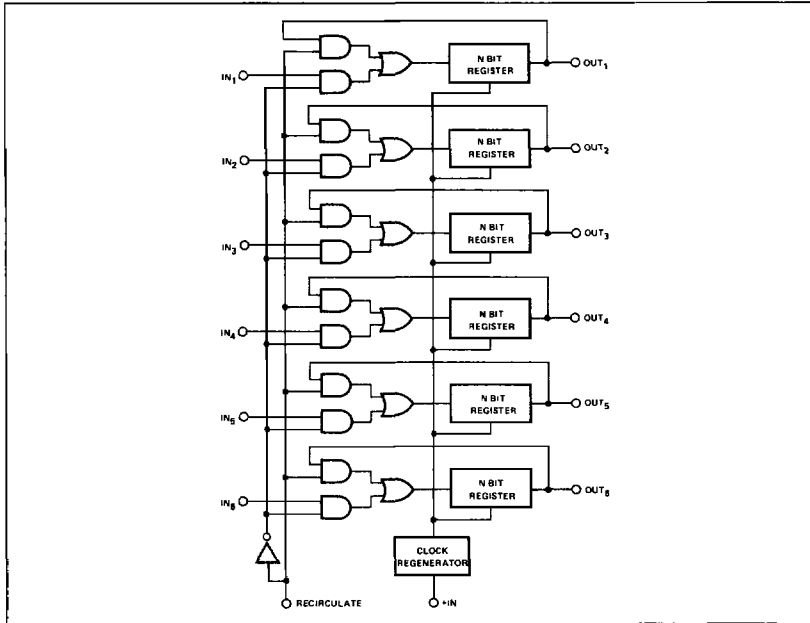 N BIT
REGISTER
IN1
OUT1
N BIT
REGISTER
IN2
OUT2
N BIT
REGISTER
IN3
OUT3
N BIT
REGISTER
IN4
OUT4
N BIT
REGISTER
IN5
OUT5
N BIT
REGISTER
IN6
OUT6
CLOCK
REGENERATOR
RECIRCULATE
+IN